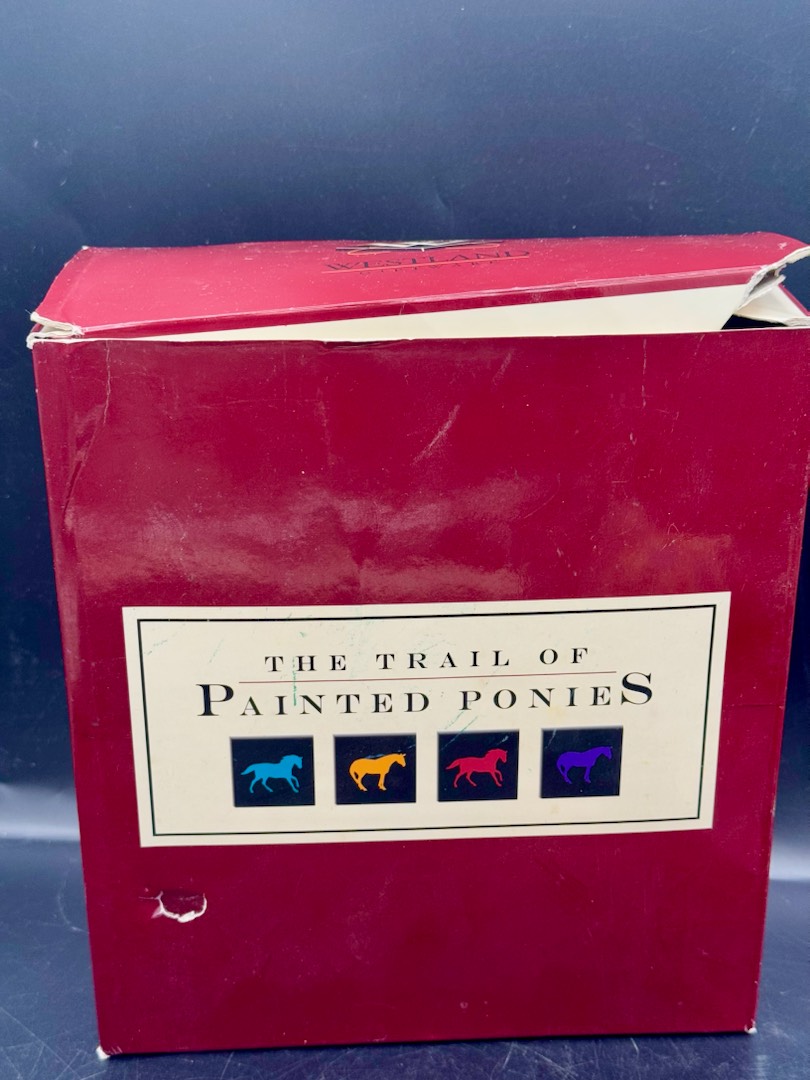 WESTLAND
THE TRAIL OF
PAINTED PONIES